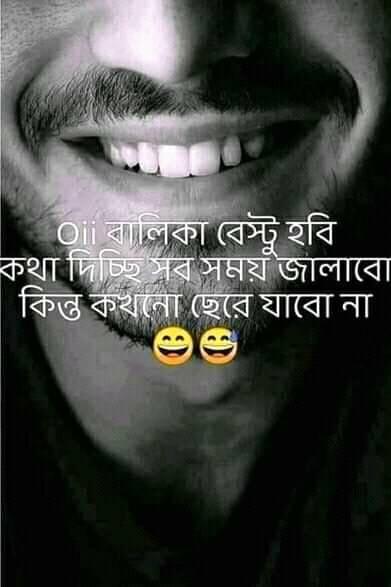 Oii বালিকা বেস্টু হবি
কথা দিচ্ছি সব সময় জালাবো
কিন্ত কখনো ছেরে যাবো না
😄😅